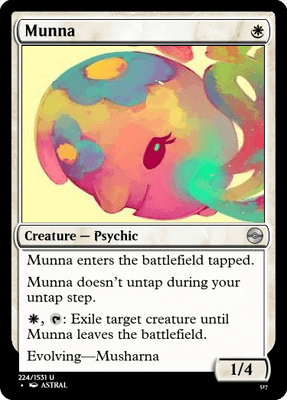 Munna
Creature — Psychic
Munna enters the battlefield tapped.
Munna doesn't untap during your
untap step.
, : Exile target creature until
Munna leaves the battlefield.
Evolving—Musharna
1/4
224/1531 U
• ASTRAL